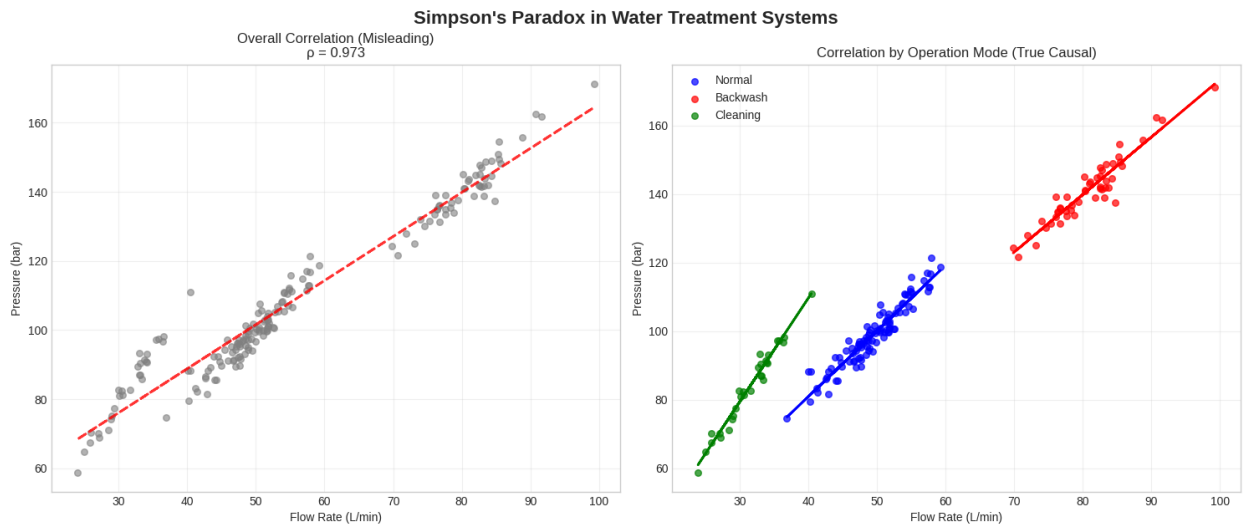 Simpson's Paradox in Water Treatment Systems
Overall Correlation (Misleading)
ρ = 0.973
Pressure (bar)
160
140
120
100
80
60
30 40 50 60 70 80 90 100
Flow Rate (L/min)
Correlation by Operation Mode (True Causal)
Normal
Backwash
Cleaning
Pressure (bar)
160
140
120
100
80
60
30 40 50 60 70 80 90 100
Flow Rate (L/min)